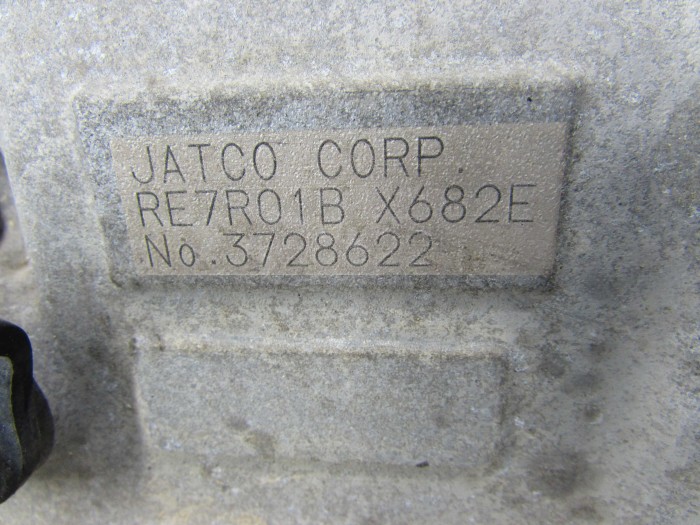 JATCO CORP.
RE7R01B X682E
No.3728622